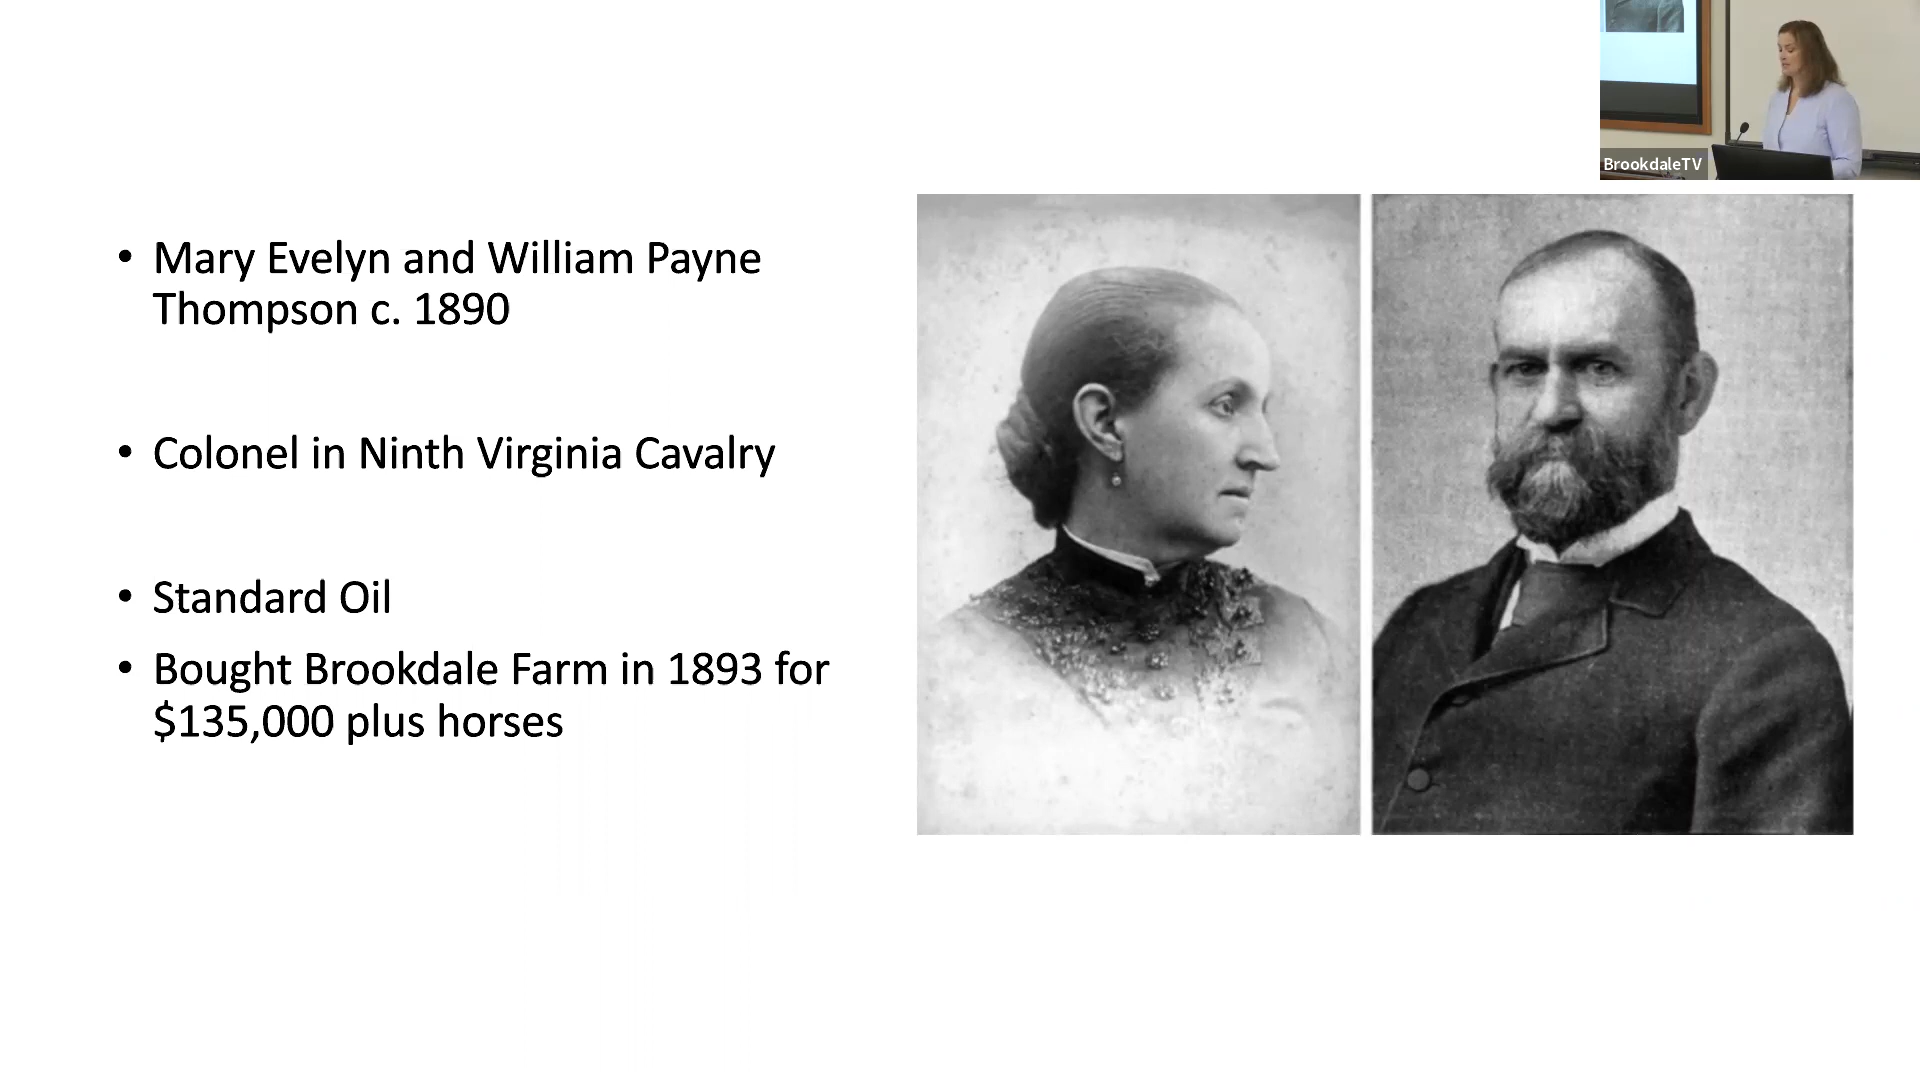 BrookdaleTV
• Mary Evelyn and William Payne
Thompson c. 1890
• Colonel in Ninth Virginia Cavalry
• Standard Oil
• Bought Brookdale Farm in 1893 for
$135,000 plus horses